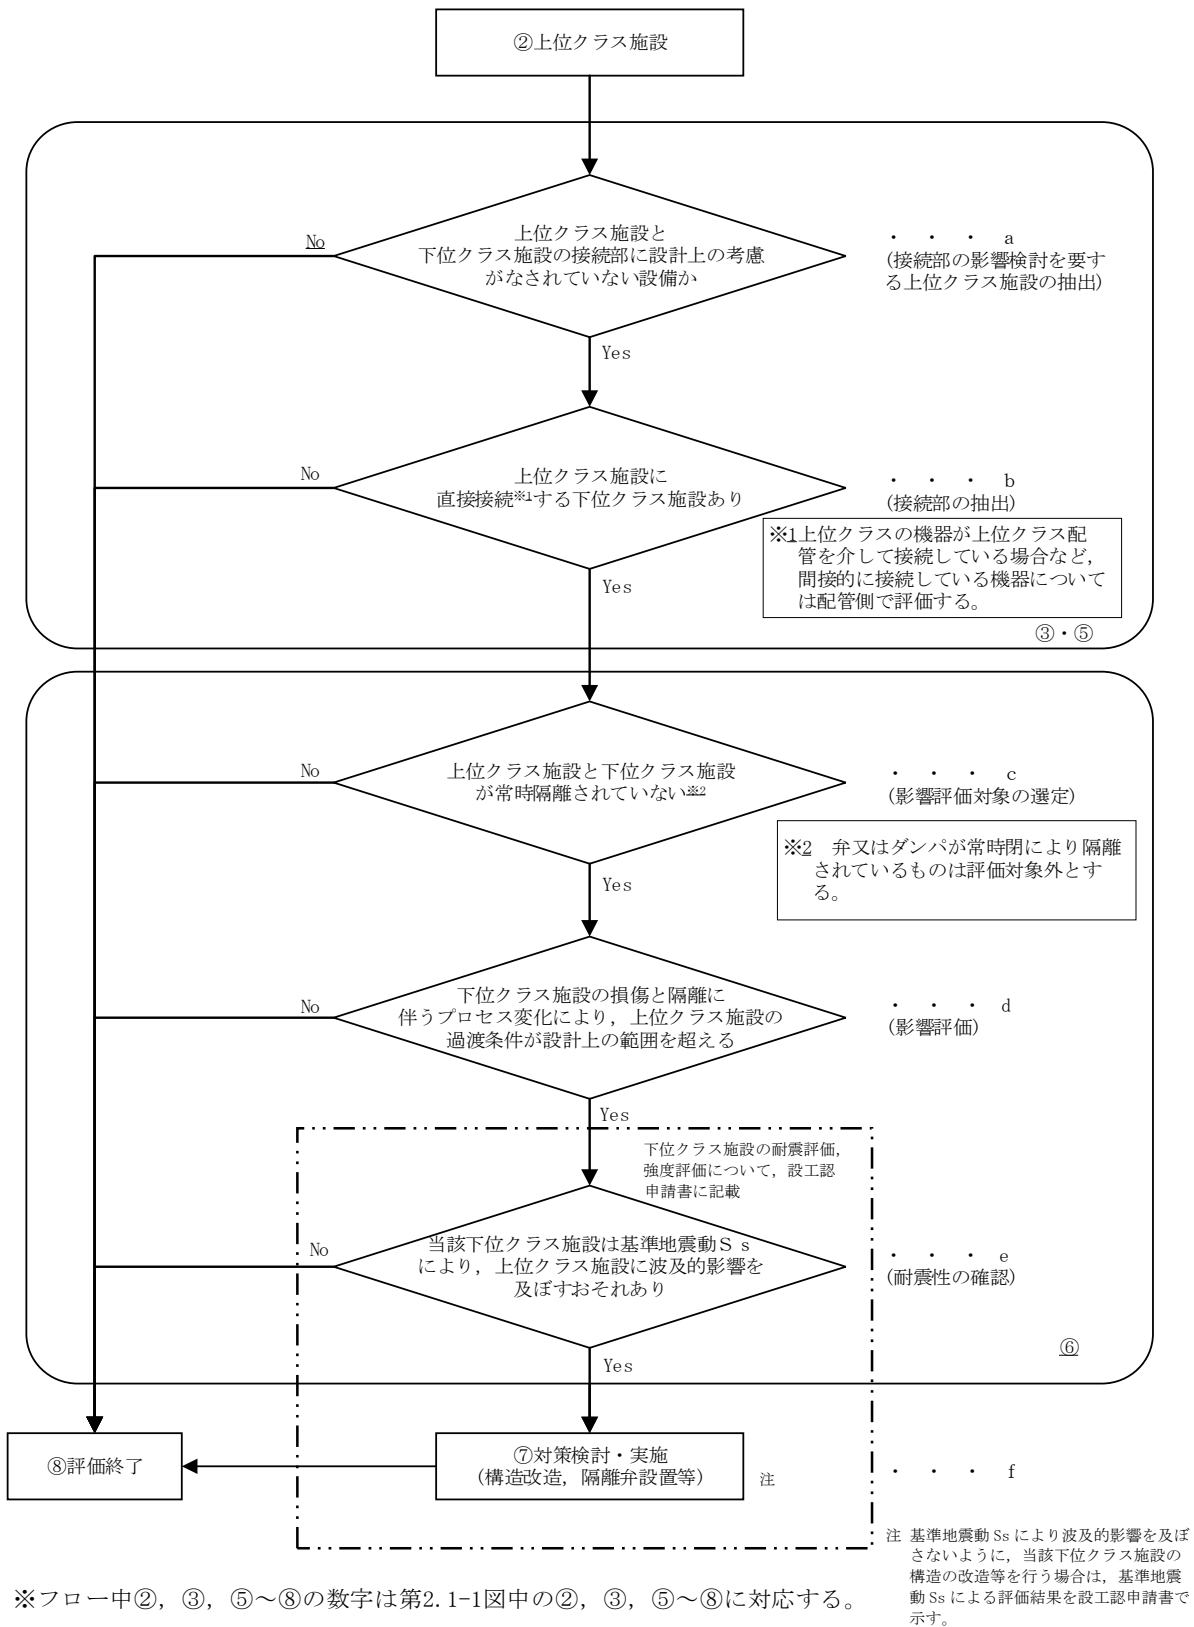 ②上位クラス施設
上位クラス施設と
下位クラス施設の接続部に設計上の考慮
がなされていない設備か
No
・ ・ ・ a
(接続部の影響検討を要す
る上位クラス施設の抽出)
Yes
上位クラス施設に
直接接続※1する下位クラス施設あり
No
・ ・ ・ b
(接続部の抽出)
※1上位クラスの機器が上位クラス配
管を介して接続している場合など，
間接的に接続している機器について
は配管側で評価する。
Yes
③・⑤
上位クラス施設と下位クラス施設
が常時隔離されていない※2
No
・ ・ ・ c
(影響評価対象の選定)
※2 弁又はダンパが常時閉により隔離
されているものは評価対象外とす
る。
Yes
下位クラス施設の損傷と隔離に
伴うプロセス変化により，上位クラス施設の
過渡条件が設計上の範囲を超える
No
・ ・ ・ d
(影響評価)
Yes
下位クラス施設の耐震評価，
強度評価について，設工認
申請書に記載
当該下位クラス施設は基準地震動Ｓｓ
により，上位クラス施設に波及的影響を
及ぼすおそれあり
No
・ ・ ・ e
(耐震性の確認)
⑥
Yes
⑧評価終了
⑦対策検討・実施
(構造改造，隔離弁設置等)
注
・ ・ ・ f
注 基準地震動 Ss により波及的影響を及ぼ
さないように，当該下位クラス施設の
構造の改造等を行う場合は，基準地震
動 Ss による評価結果を設工認申請書で
示す。
※フロー中②，③，⑤～⑧の数字は第2.1-1図中の②，③，⑤～⑧に対応する。